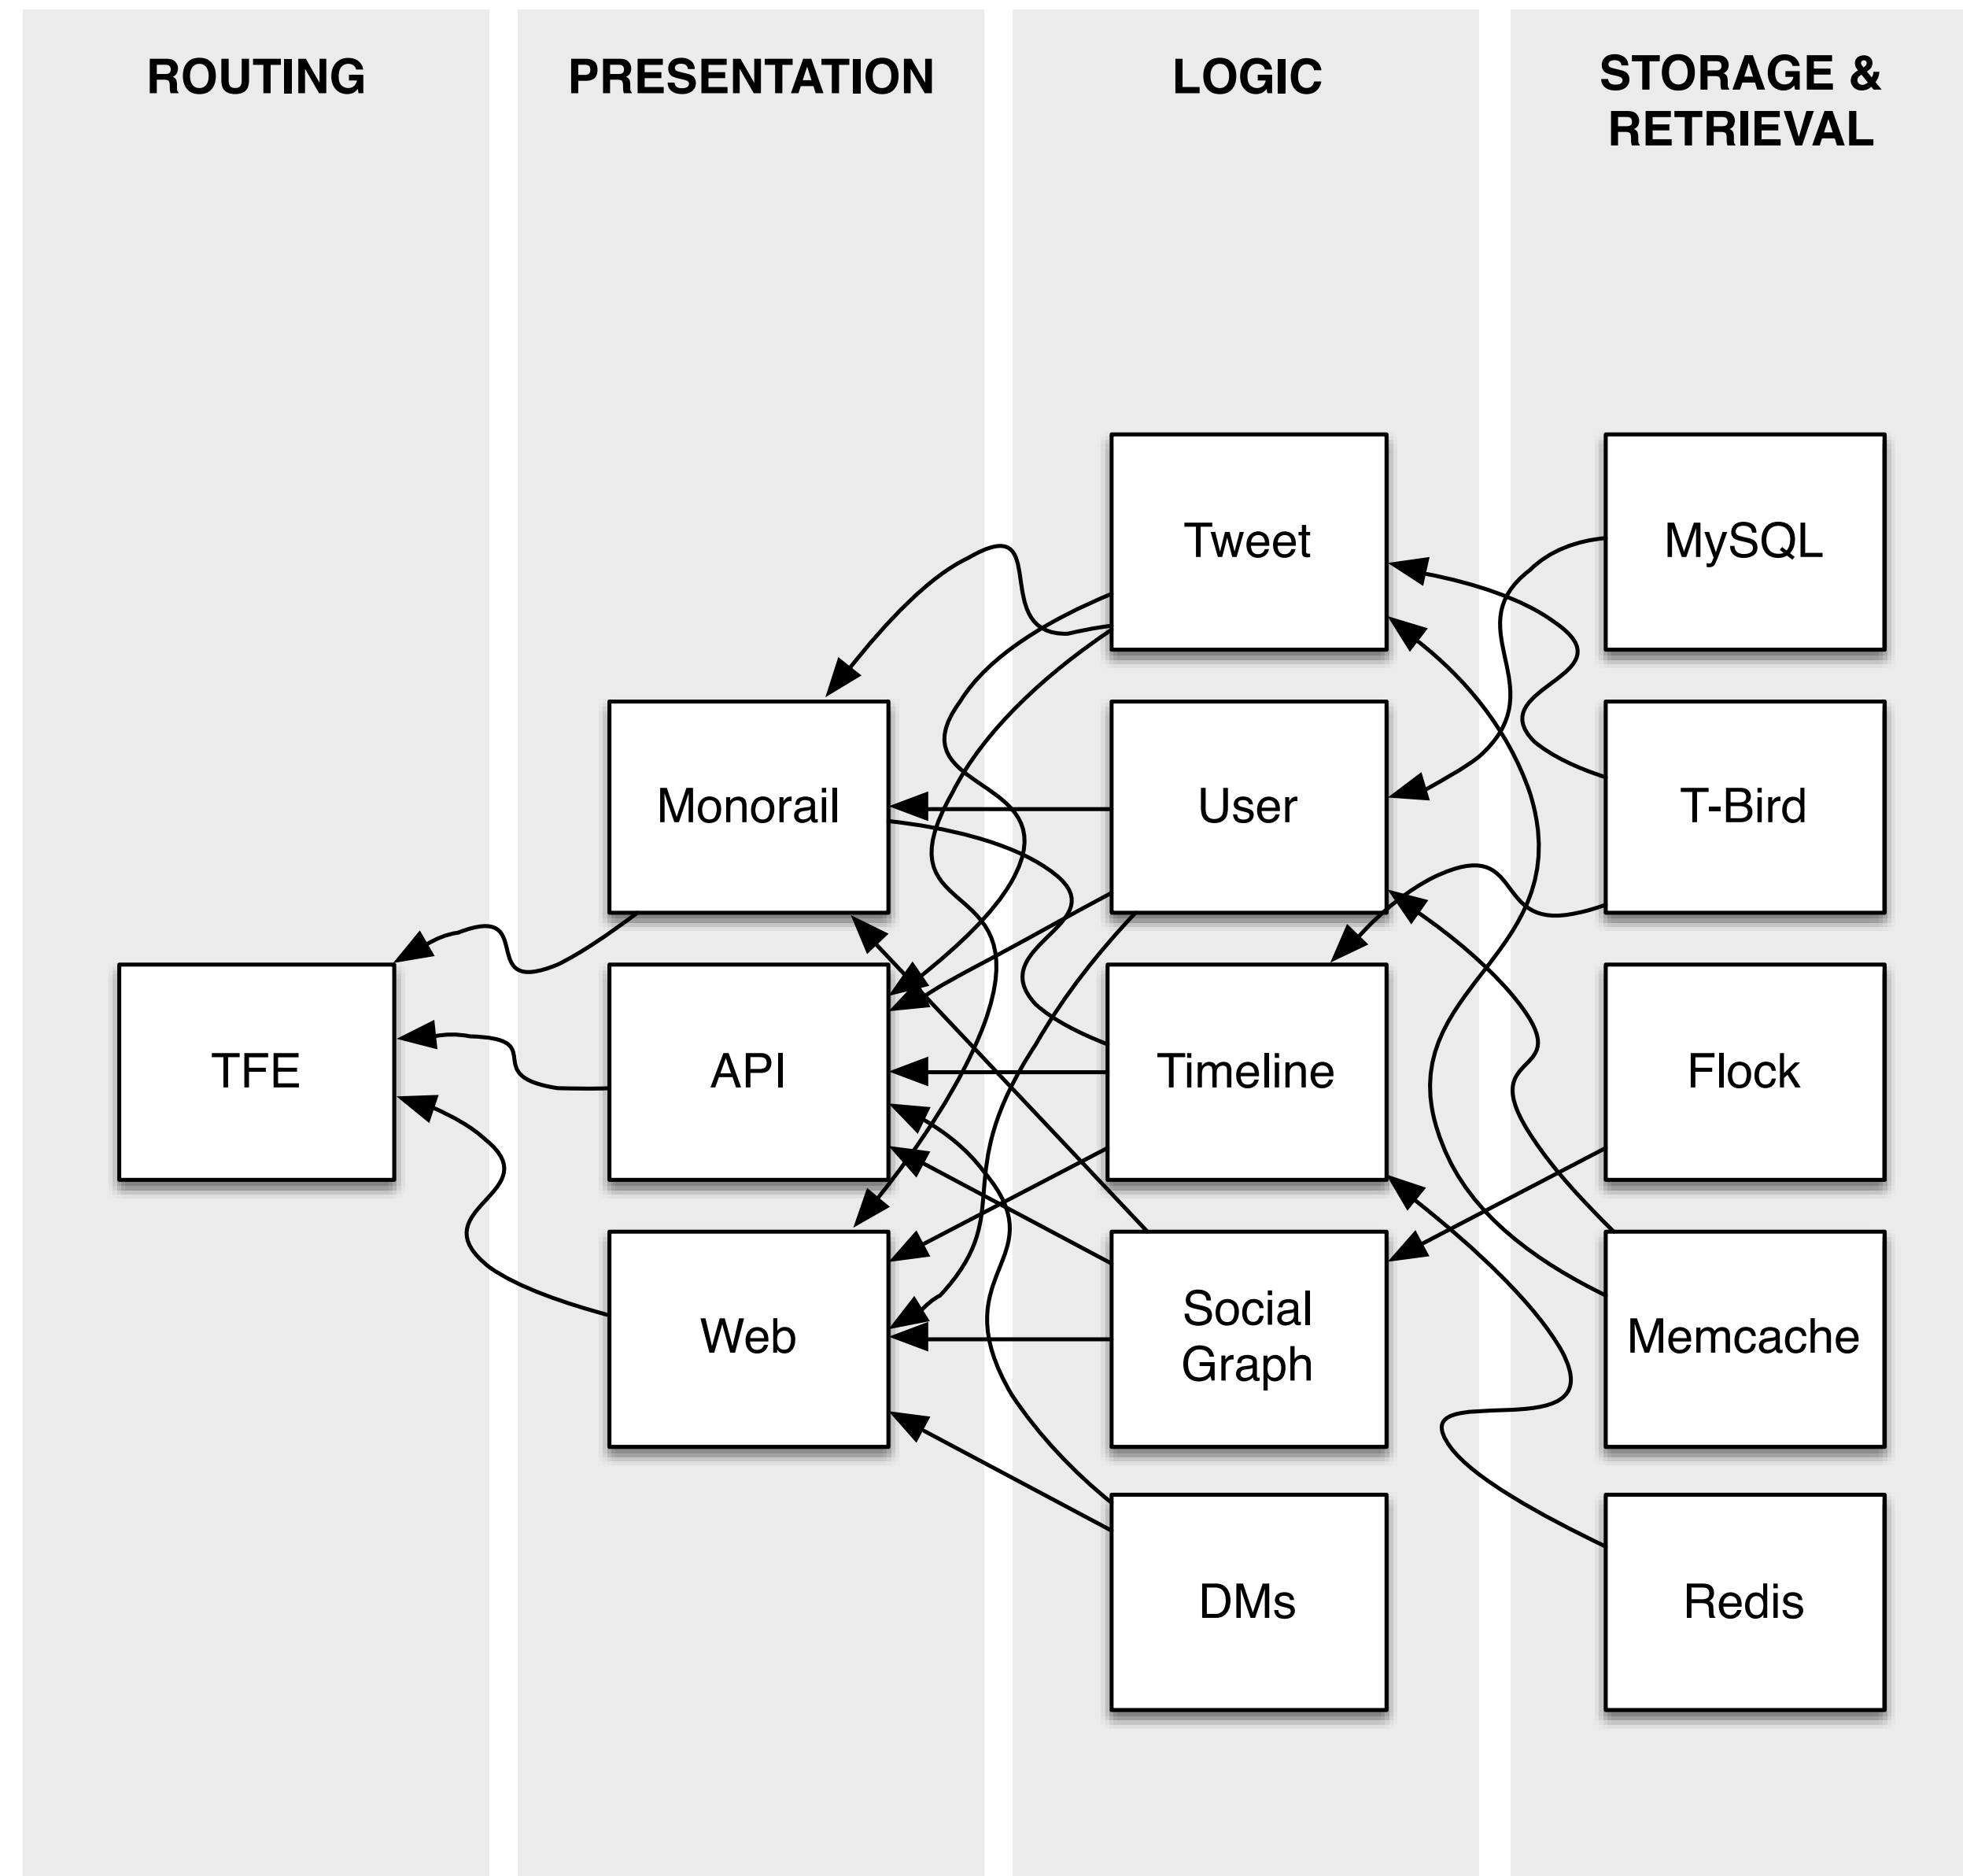 ROUTING
PRESENTATION
LOGIC
STORAGE &
RETRIEVAL
Tweet
MySQL
Monorail
User
T-Bird
TFE
API
Timeline
Flock
Web
Social
Graph
Memcache
DMs
Redis